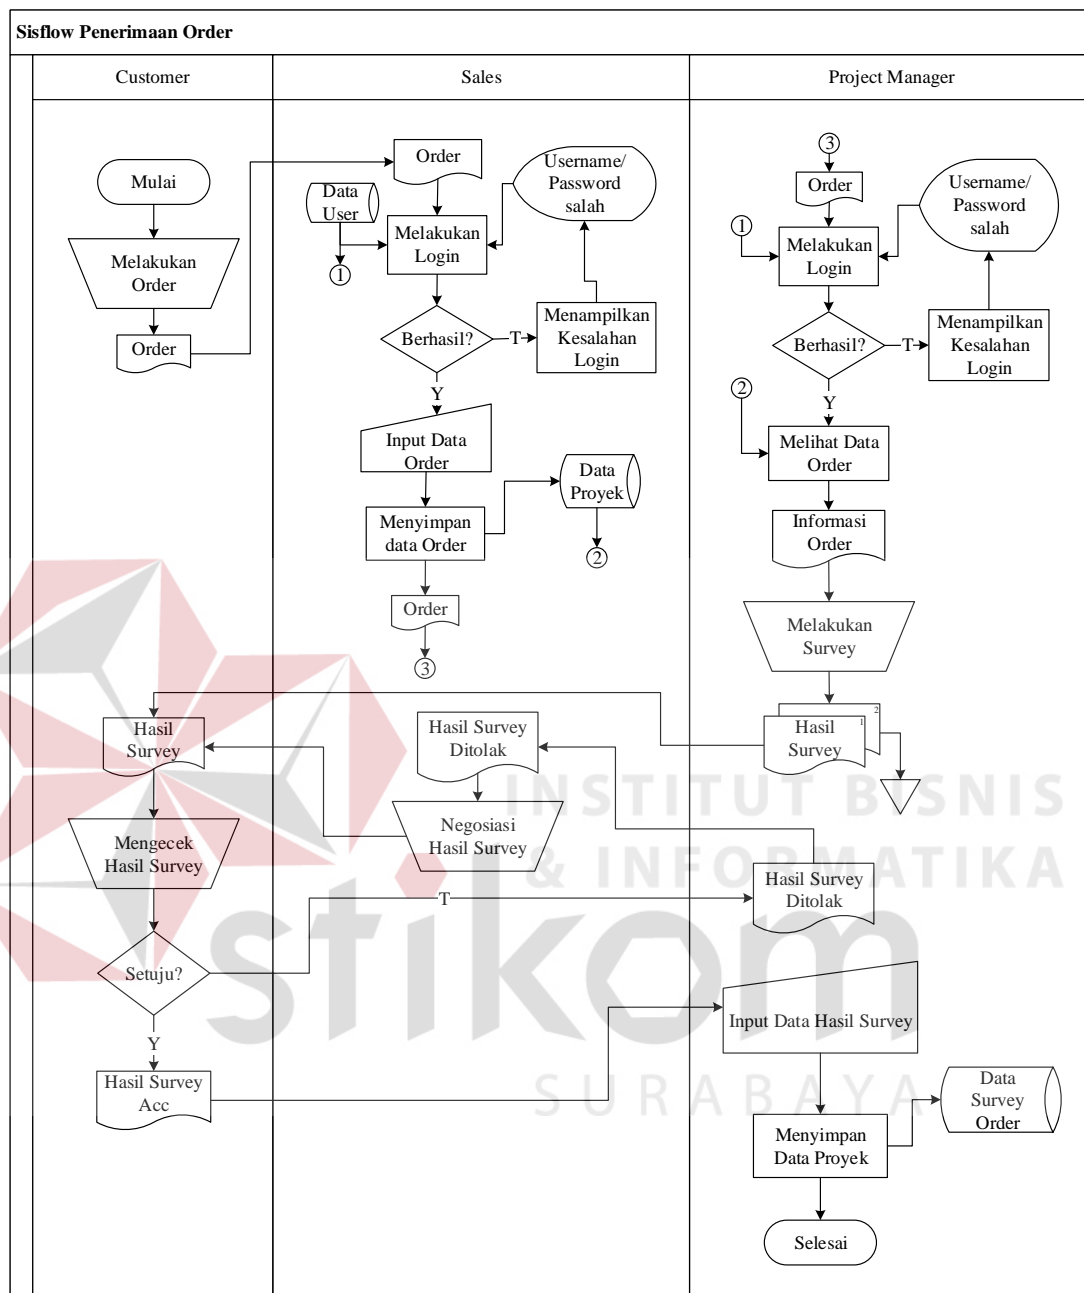 Sisflow Penerimaan Order
Customer
Sales
Project Manager
Mulai
Melakukan
Order
Order
Order
Data
User
1
Melakukan
Login
Username/
Password
salah
Berhasil?
T
Menampilkan
Kesalahan
Login
Y
Input Data
Order
Menyimpan
data Order
Data
Proyek
2
Order
3
3
Order
1
Melakukan
Login
Username/
Password
salah
Berhasil?
T
Menampilkan
Kesalahan
Login
Y
2
Melihat Data
Order
Informasi
Order
Melakukan
Survey
Hasil
Survey
1
2
Hasil
Survey
Hasil Survey
Ditolak
Negosiasi
Hasil Survey
Mengecek
Hasil Survey
Hasil Survey
Ditolak
T
Setuju?
Y
Hasil Survey
Acc
Input Data Hasil Survey
Menyimpan
Data Proyek
Data
Survey
Order
Selesai
INSTITUT BISNIS
& INFORMATIKA
stikom
SURABAYA